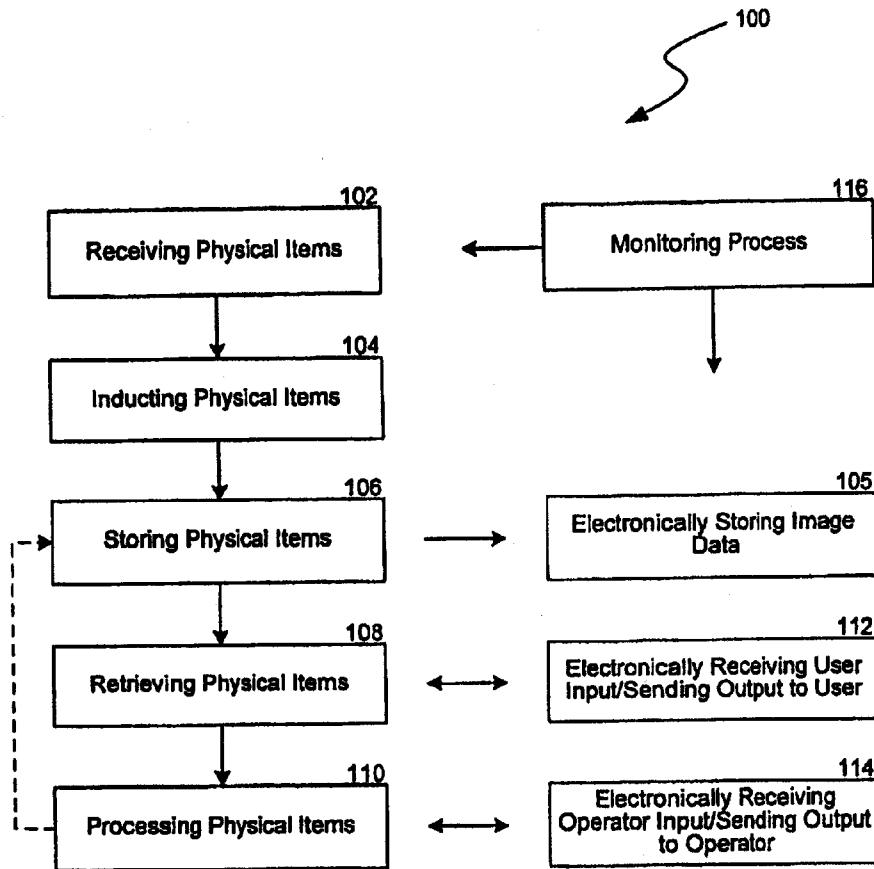 100
102
Receiving Physical Items
116
Monitoring Process
104
Inducting Physical Items
106
Storing Physical Items
105
Electronically Storing Image
Data
108
Retrieving Physical Items
112
Electronically Receiving User
Input/Sending Output to User
110
Processing Physical Items
114
Electronically Receiving
Operator Input/Sending Output
to Operator